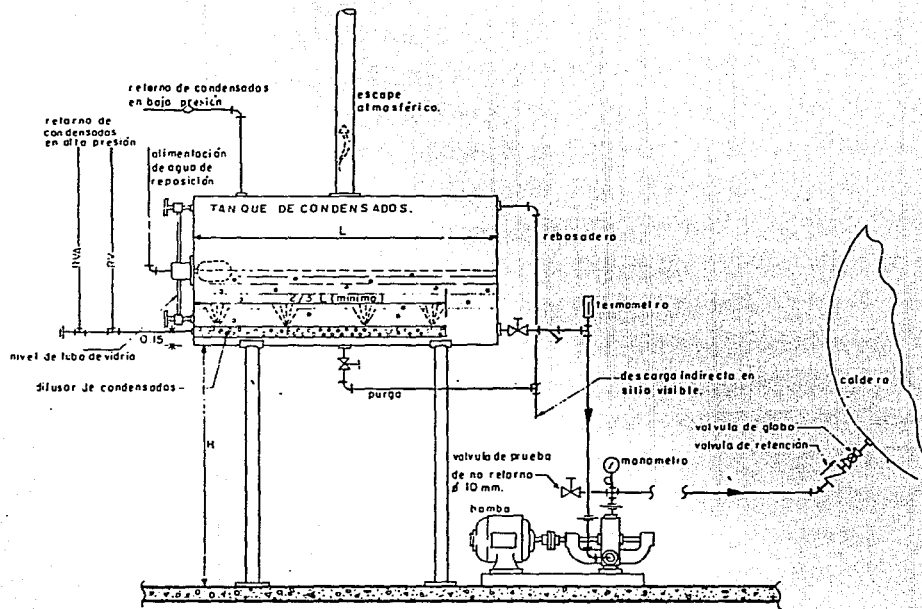 retorno de condensados
en baja presión
escape
atmosférico.
retorno de
condensados
en alta presión
alimentación
de agua de
reposición
TANQUE DE CONDENSADOS.
L
rebosadero
RVA
RV
2/3 L (mínimo)
termometro
0.15
nivel de tubo de vidrio
difusor de condensados
purga
descarga indirecta en
sitio visible.
caldera
H
valvula de globo
valvula de retención
valvula de prueba
de no retorno
ø 10 mm.
manometro
bomba